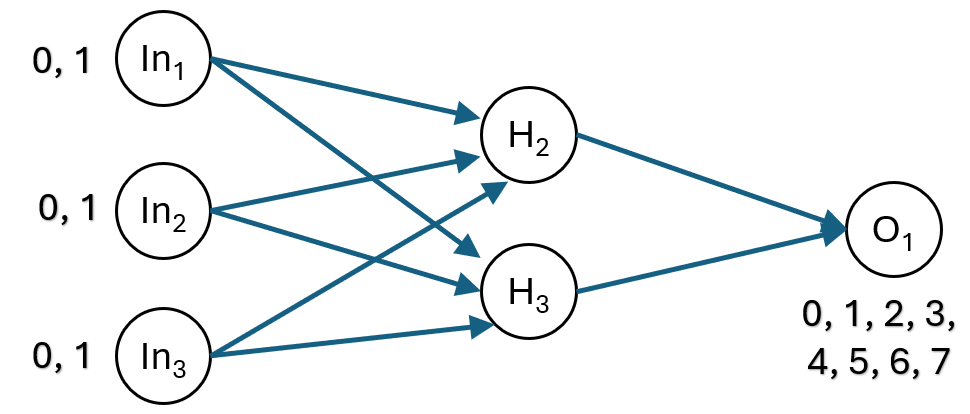 0, 1 In₁
0, 1 In₂
0, 1 In₃
H₂
H₃
O₁
0, 1, 2, 3,
4, 5, 6, 7